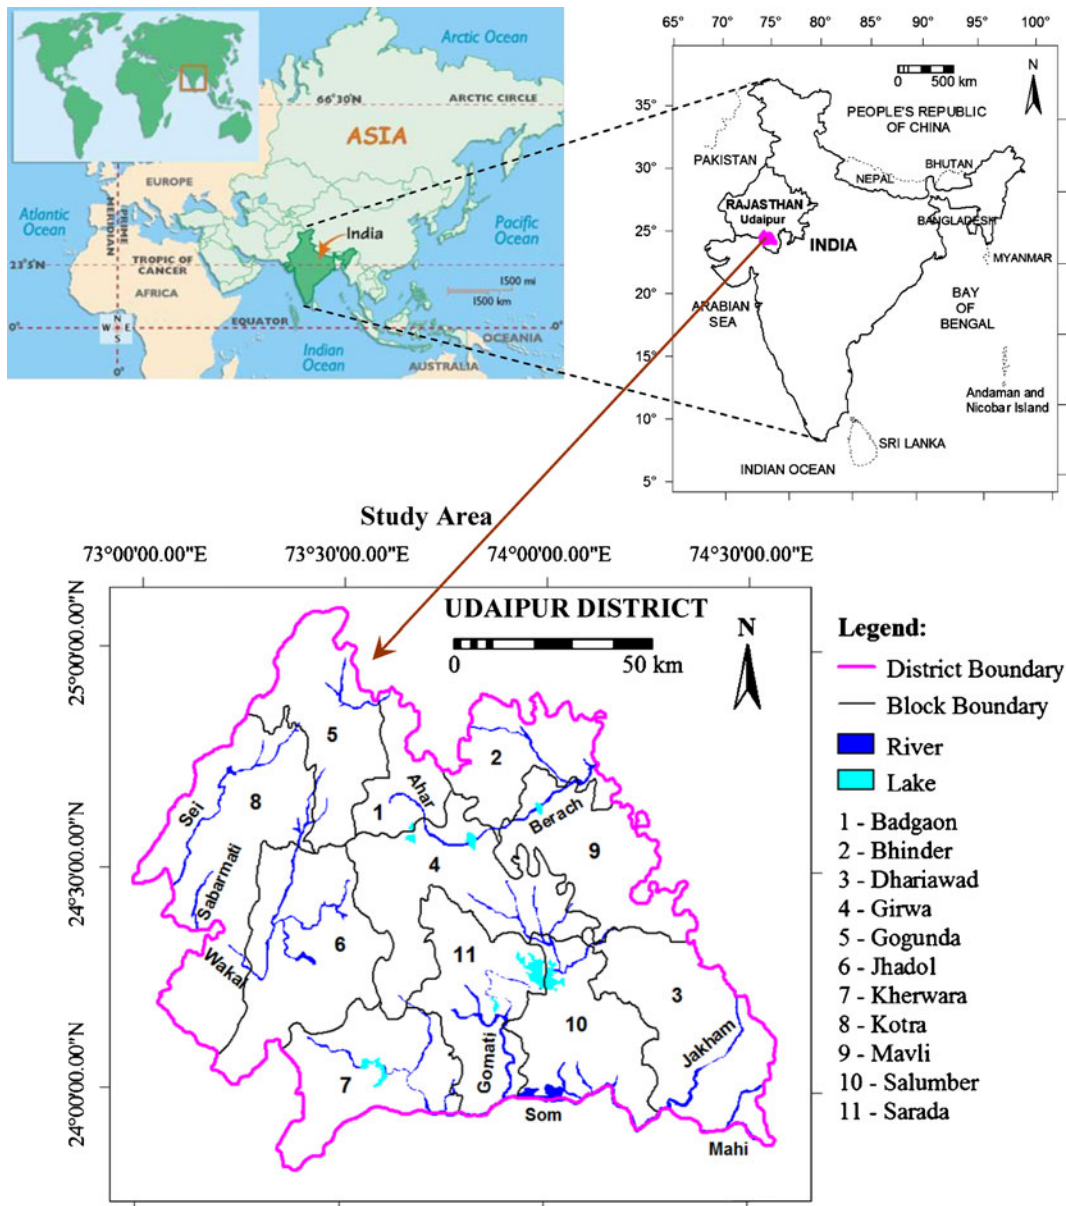 Arctic Ocean
66°30'N
ARCTIC CIRCLE
ASIA
EUROPE
Atlantic
Ocean
PRIME
MERIDIAN
Pacific
Ocean
India
23°5'N
TROPIC OF
CANCER
AFRICA
1500 mi
1500 km
N
W E
S
0°
EQUATOR
0°
OCEANIA
Indian
Ocean
AUSTRALIA
0°
65° 70° 75° 80° 85° 90° 95° 100°
500 km
N
35°
30°
25°
20°
15°
10°
5°
PEOPLE'S REPUBLIC
OF CHINA
PAKISTAN
NEPAL
BHUTAN
RAJASTHAN
Udaipur
BANGLADESH
INDIA
MYANMAR
ARABIAN
SEA
BAY
OF
BENGAL
Andaman and
Nicobar Island
SRI LANKA
INDIAN OCEAN
Study Area
73°00'00.00"E 73°30'00.00"E 74°00'00.00"E 74°30'00.00"E
25°00'00.00"N
24°30'00.00"N
24°00'00.00"N
UDAIPUR DISTRICT
0 50 km
N
5
2
Ahar
1
8
Sei
Berach
9
4
Sabarmati
6
Wakal
11
3
10
Gomati
Jakham
7
Som
Mahi
Legend:
District Boundary
Block Boundary
River
Lake
1 - Badgaon
2 - Bhinder
3 - Dhariawad
4 - Girwa
5 - Gogunda
6 - Jhadol
7 - Kherwara
8 - Kotra
9 - Mavli
10 - Salumber
11 - Sarada